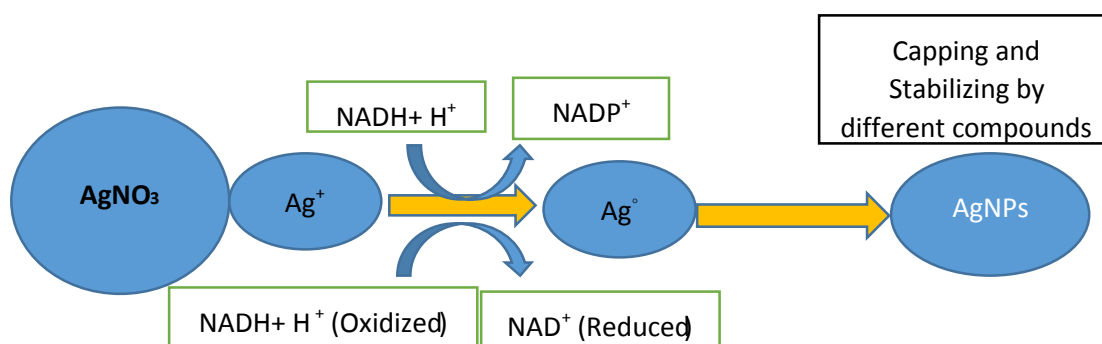 Capping and
Stabilizing by
different compounds
NADH+ H⁺
NADP⁺
AgNO₃
Ag⁺
Ag°
AgNPs
NADH+ H⁺ (Oxidized)
NAD⁺ (Reduced)